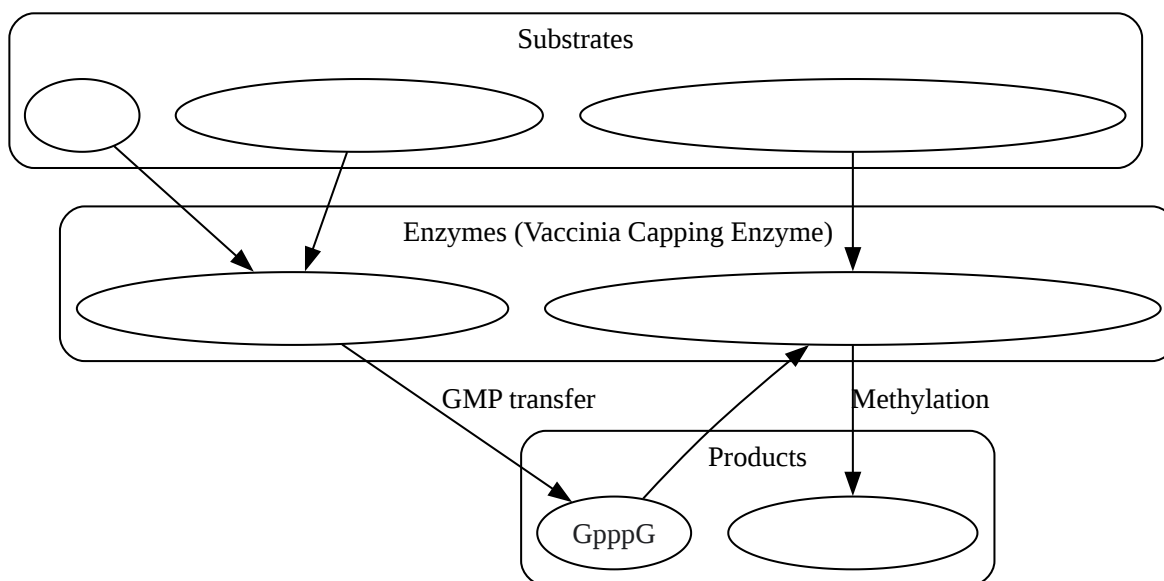 Substrates
Enzymes (Vaccinia Capping Enzyme)
GMP transfer
Methylation
Products
GpppG